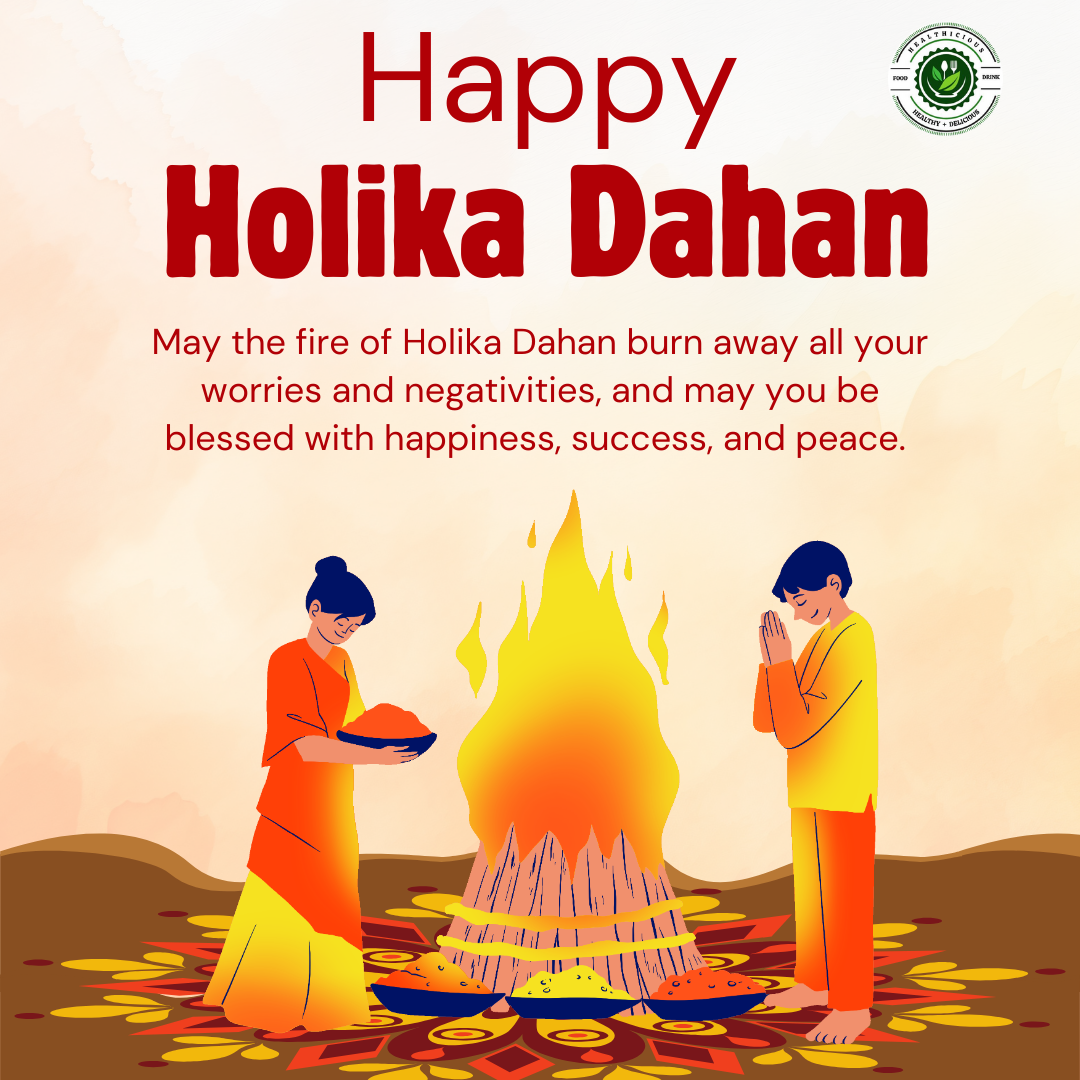 Happy
HEALTHICIOUS
FOOD
DRINK
HEALTHY + DELICIOUS
Holika Dahan
May the fire of Holika Dahan burn away all your
worries and negativities, and may you be
blessed with happiness, success, and peace.